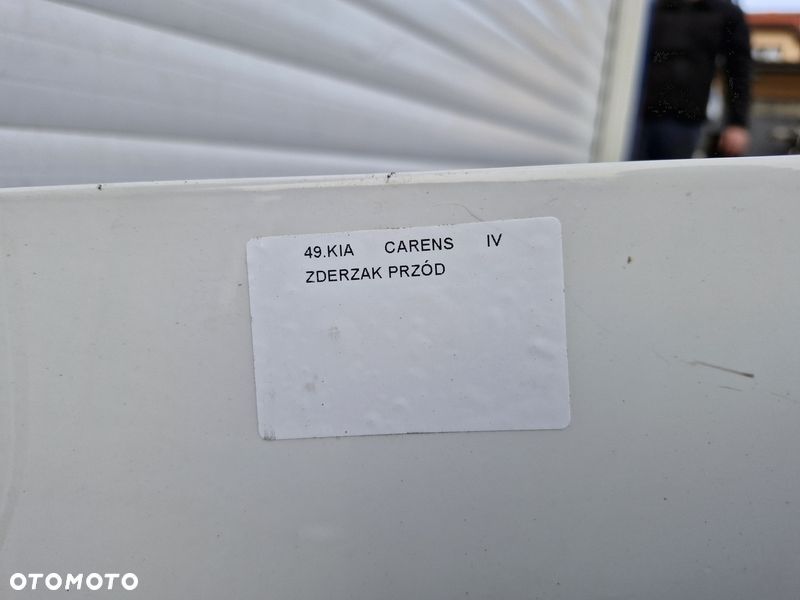 49.KIA CARENS IV
ZDERZAK PRZÓD
OTOMOTO